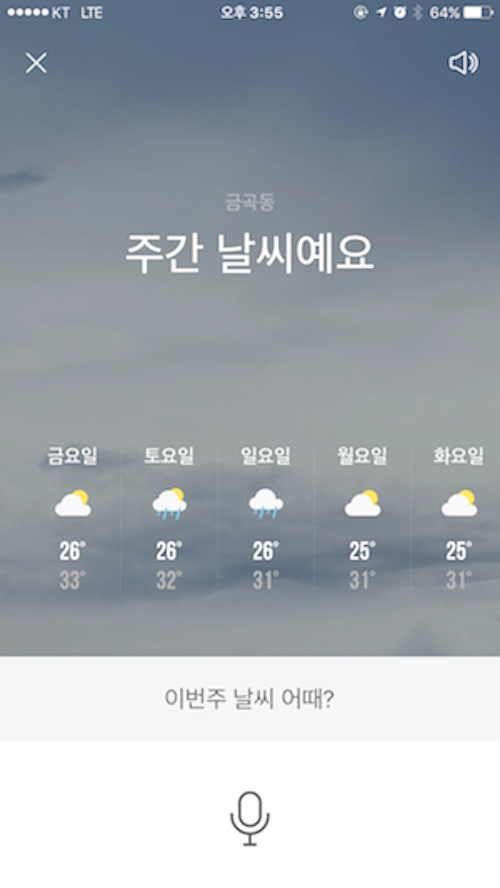 KT LTE 오후 3:55 64%
금곡동
주간 날씨예요
금요일 토요일 일요일 월요일 화요일
26° 26° 26° 25° 25°
33° 32° 31° 31° 31°
이번주 날씨 어때?